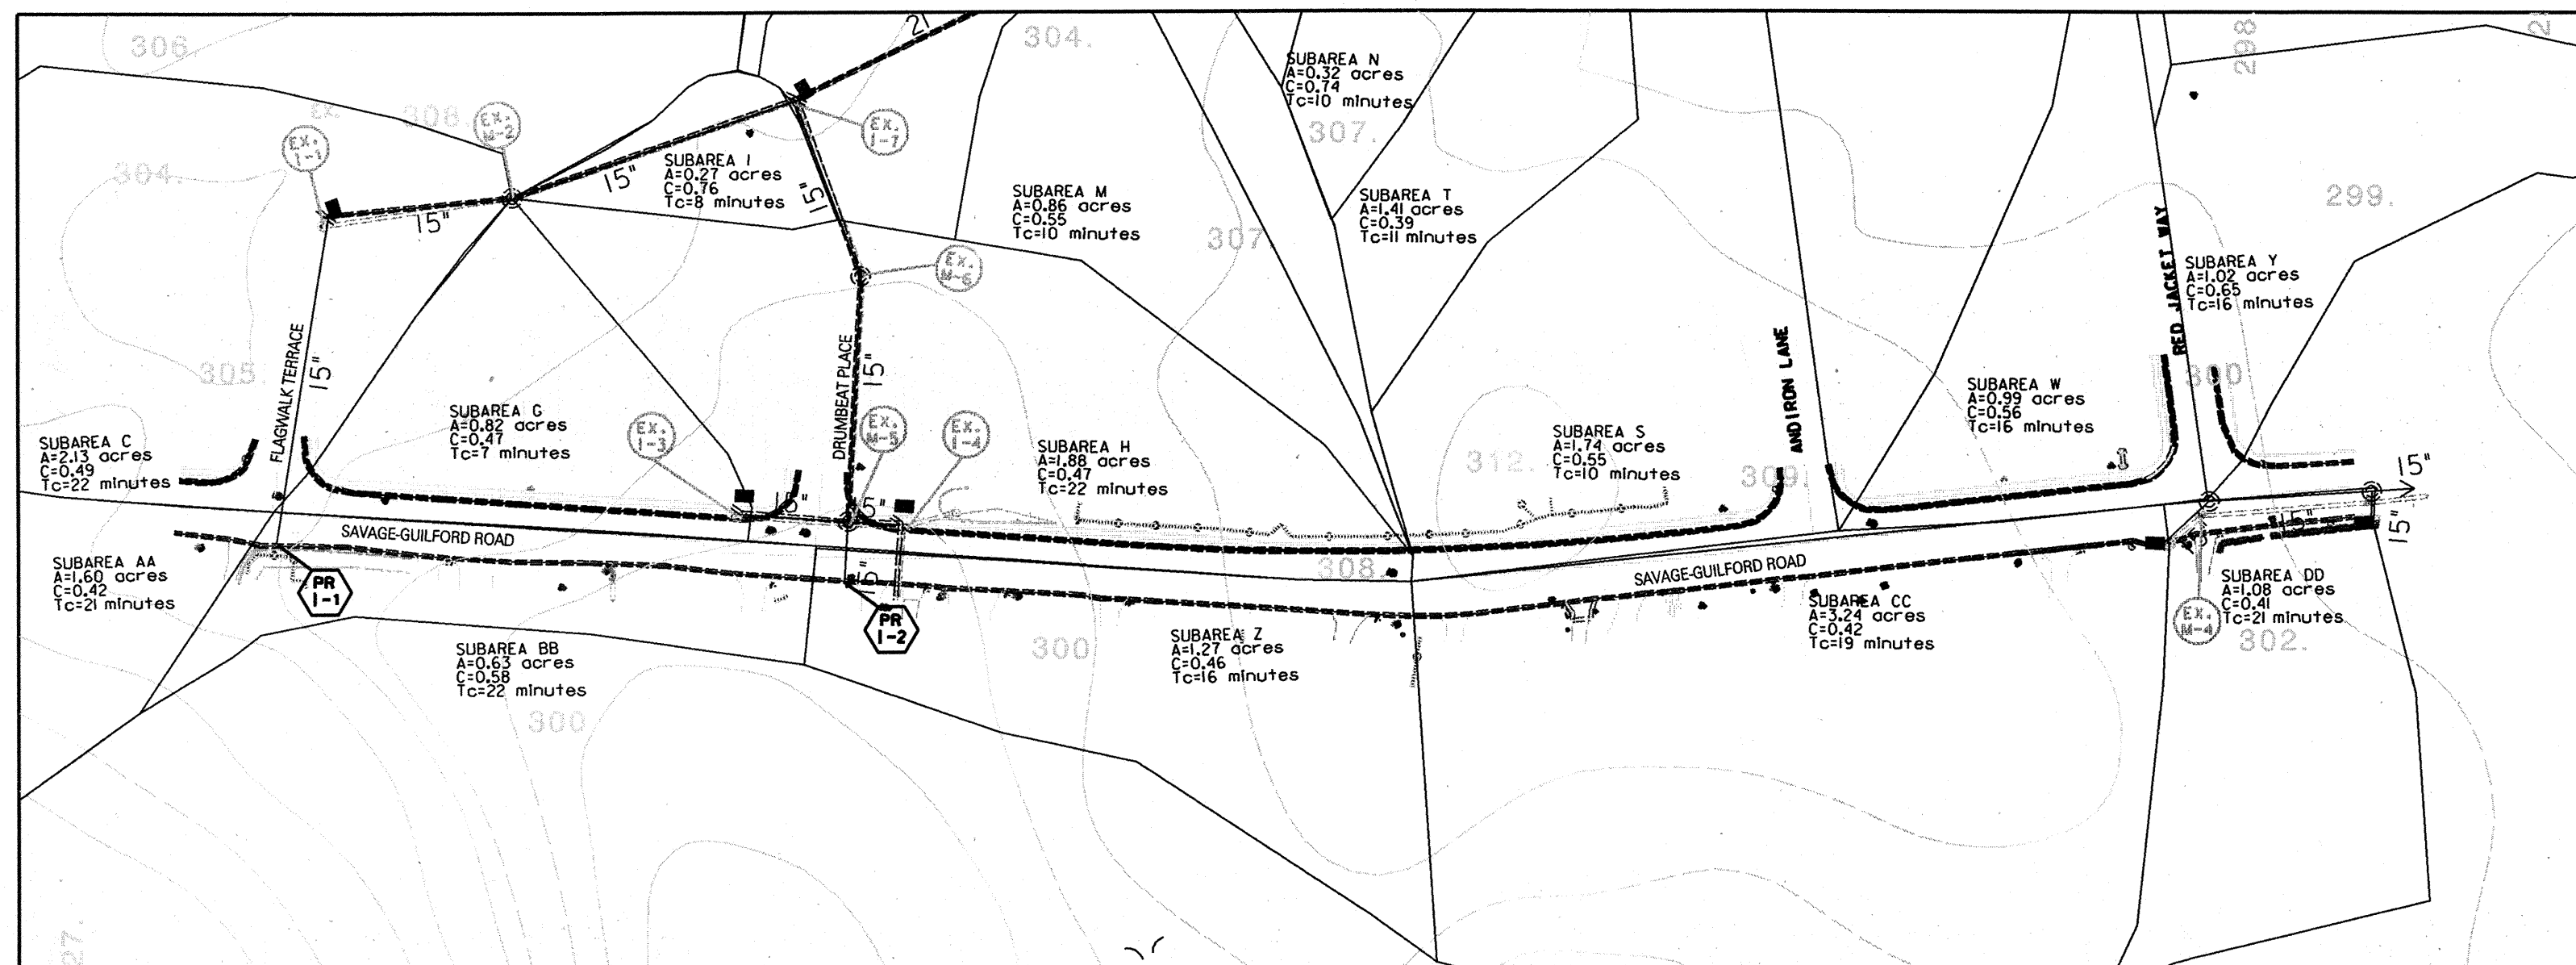 306.
304.
21
298
EX.
308.
EX.
M-2
EX.
I-1
EX.
I-7
304.
15"
15"
15"
SUBAREA I
A=0.27 acres
C=0.76
Tc=8 minutes
SUBAREA M
A=0.86 acres
C=0.55
Tc=10 minutes
SUBAREA N
A=0.32 acres
C=0.74
Tc=10 minutes
307.
307.
SUBAREA T
A=1.41 acres
C=0.39
Tc=11 minutes
299.
RED JACKET WAY
SUBAREA Y
A=1.02 acres
C=0.65
Tc=16 minutes
EX.
M-6
305.
FLAGWALK TERRACE
15"
DRUMBEAT PLACE
15"
300
SUBAREA C
A=2.13 acres
C=0.49
Tc=22 minutes
SUBAREA G
A=0.82 acres
C=0.47
Tc=7 minutes
EX.
I-3
EX.
M-5
EX.
I-4
SUBAREA H
A=1.88 acres
C=0.47
Tc=22 minutes
312.
SUBAREA S
A=1.74 acres
C=0.55
Tc=10 minutes
309.
ANDIRON LANE
SUBAREA W
A=0.99 acres
C=0.56
Tc=16 minutes
15"
15"
15"
15"
15"
15"
SAVAGE-GUILFORD ROAD
SAVAGE-GUILFORD ROAD
308.
SUBAREA AA
A=1.60 acres
C=0.42
Tc=21 minutes
PR
I-1
PR
I-2
SUBAREA BB
A=0.63 acres
C=0.58
Tc=22 minutes
300
300
SUBAREA Z
A=1.27 acres
C=0.46
Tc=16 minutes
SUBAREA CC
A=3.24 acres
C=0.42
Tc=19 minutes
EX.
M-4
SUBAREA DD
A=1.08 acres
C=0.41
Tc=21 minutes
302.
27.